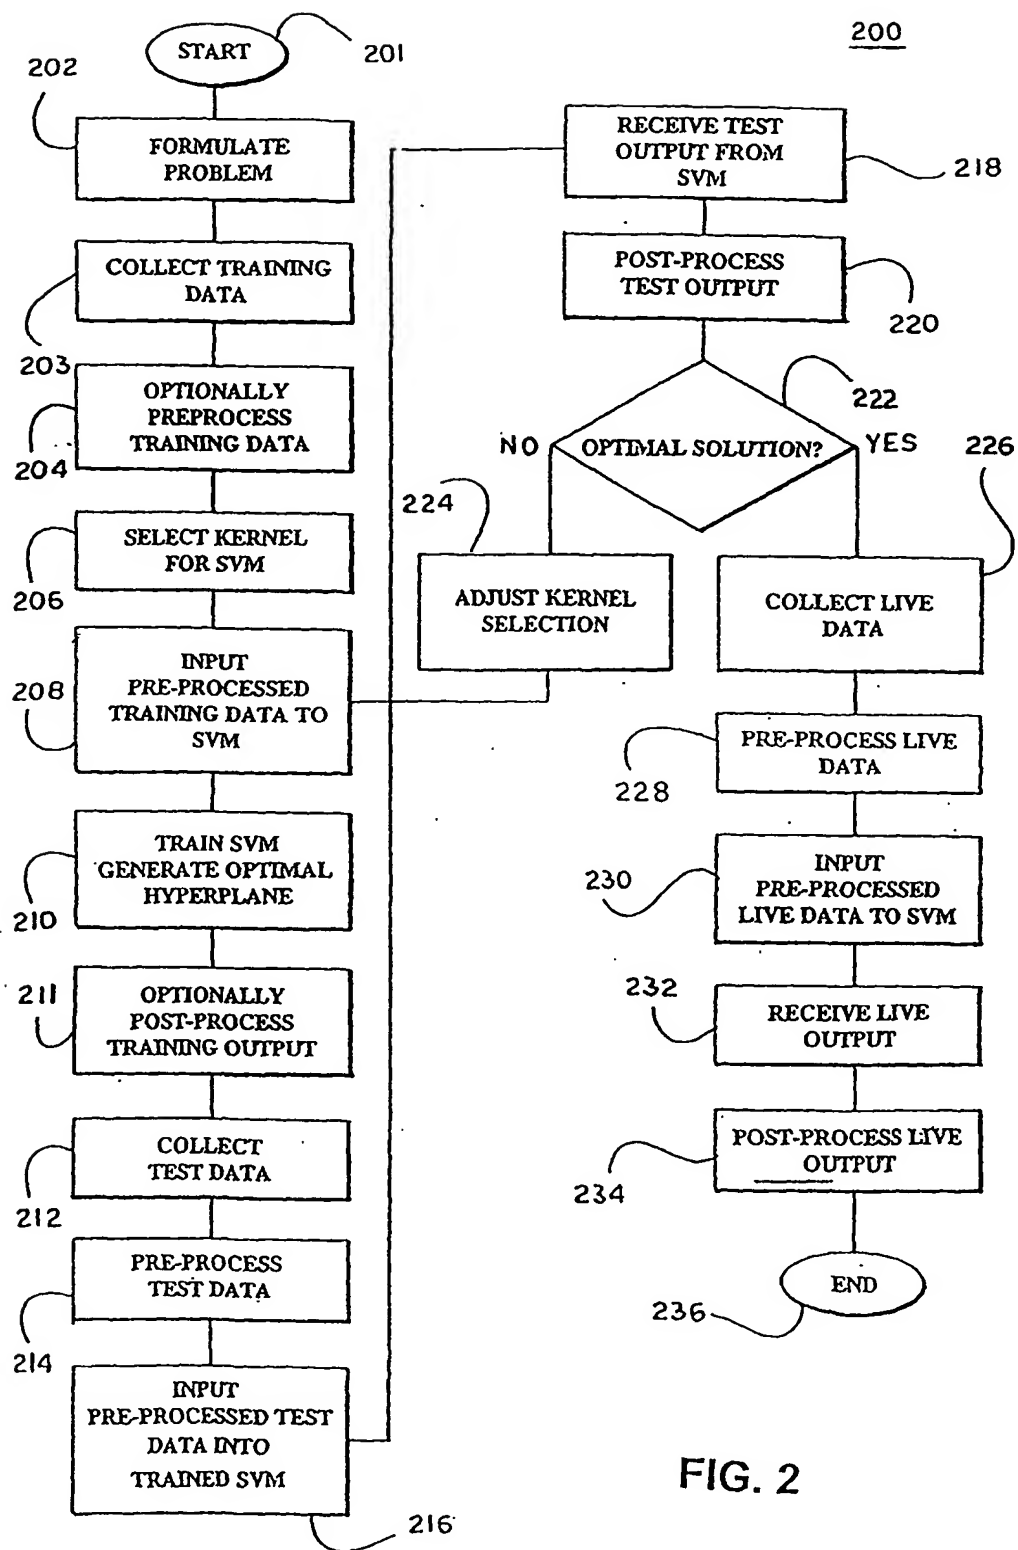 200
START
201
202
FORMULATE
PROBLEM
COLLECT TRAINING
DATA
203
OPTIONALLY
PREPROCESS
TRAINING DATA
204
SELECT KERNEL
FOR SVM
206
INPUT
PRE-PROCESSED
TRAINING DATA TO
SVM
208
TRAIN SVM
GENERATE OPTIMAL
HYPERPLANE
210
211
OPTIONALLY
POST-PROCESS
TRAINING OUTPUT
COLLECT
TEST DATA
212
PRE-PROCESS
TEST DATA
214
INPUT
PRE-PROCESSED TEST
DATA INTO
TRAINED SVM
216
RECEIVE TEST
OUTPUT FROM
SVM
218
POST-PROCESS
TEST OUTPUT
220
222
NO
OPTIMAL SOLUTION?
YES
224
ADJUST KERNEL
SELECTION
226
COLLECT LIVE
DATA
PRE-PROCESS LIVE
DATA
228
230
INPUT
PRE-PROCESSED
LIVE DATA TO SVM
232
RECEIVE LIVE
OUTPUT
POST-PROCESS LIVE
OUTPUT
234
END
236
FIG. 2